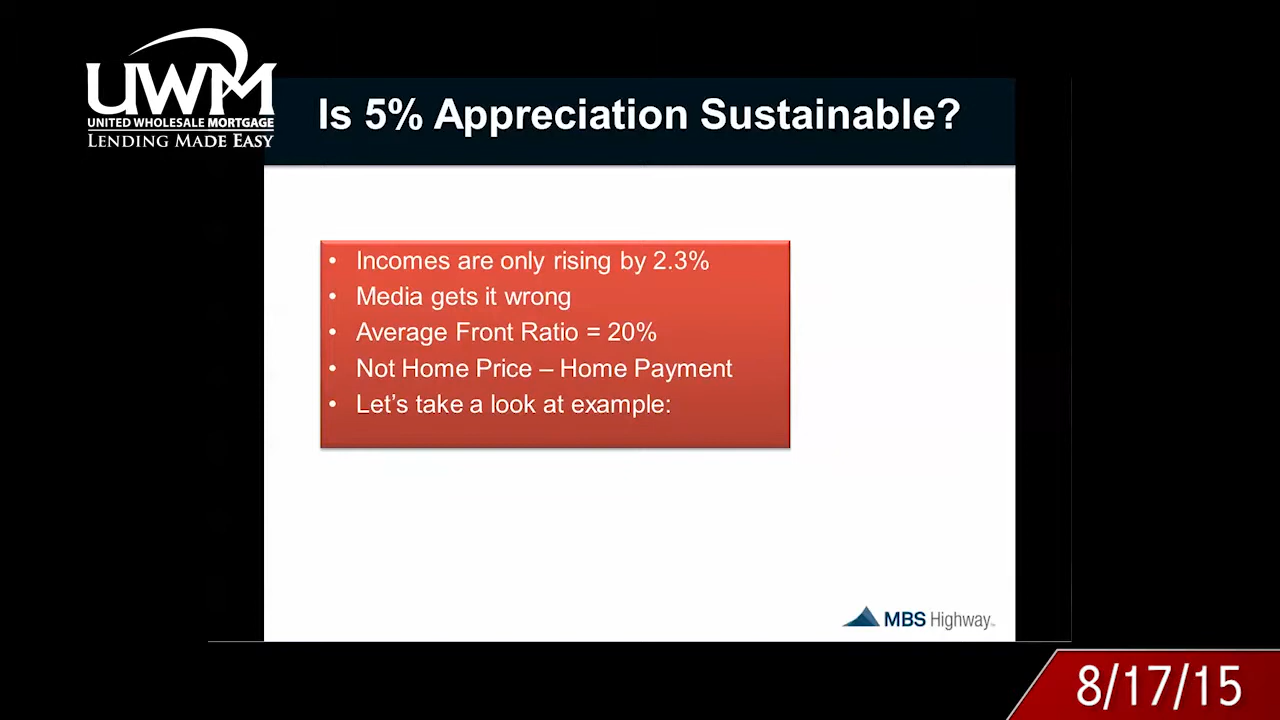 UWM
UNITED WHOLESALE MORTGAGE
LENDING MADE EASY
Is 5% Appreciation Sustainable?
• Incomes are only rising by 2.3%
• Media gets it wrong
• Average Front Ratio = 20%
• Not Home Price – Home Payment
• Let’s take a look at example:
MBS Highway
8/17/15